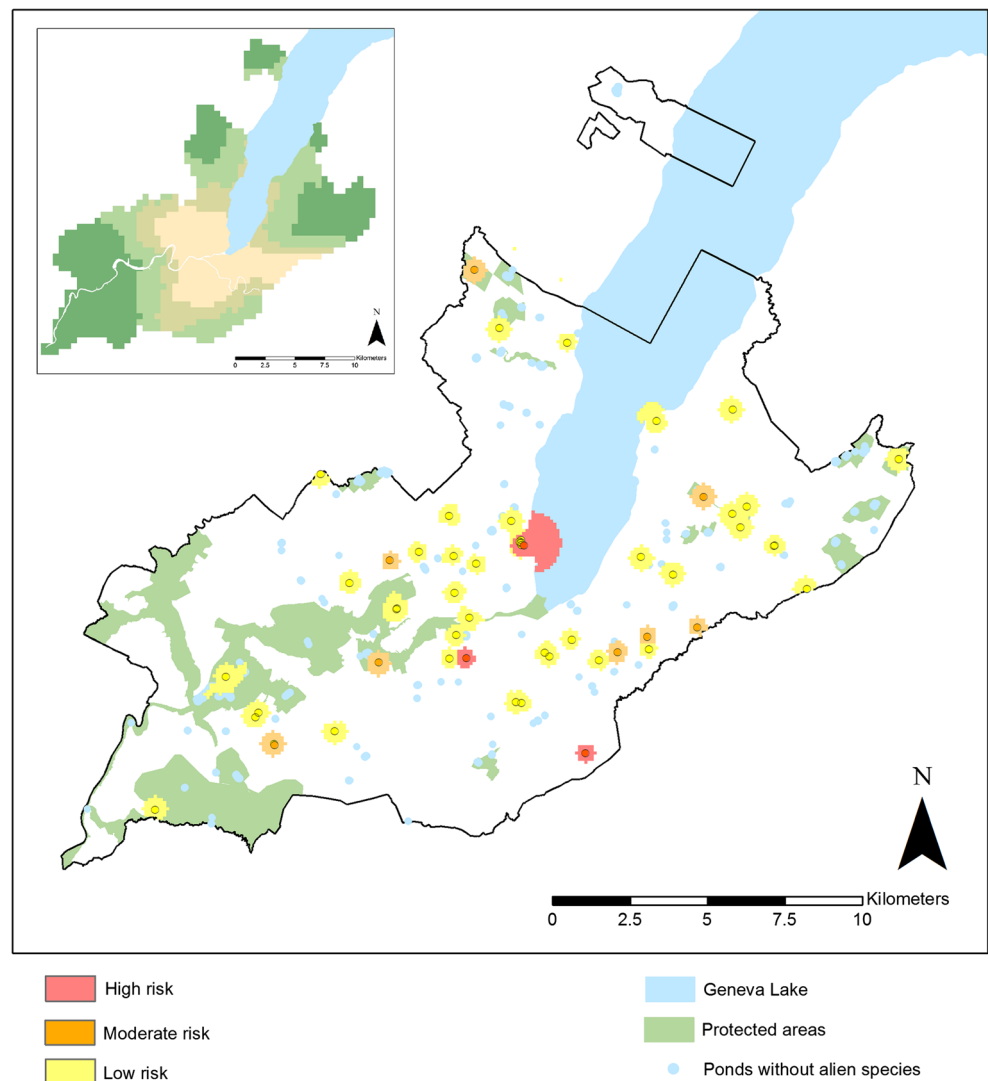 N
0 2.5 5 7.5 10 Kilometers
N
Kilometers
0 2.5 5 7.5 10
High risk
Moderate risk
Low risk
Geneva Lake
Protected areas
Ponds without alien species